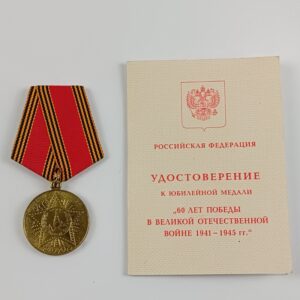 РОССИЙСКАЯ ФЕДЕРАЦИЯ
УДОСТОВЕРЕНИЕ
К ЮБИЛЕЙНОЙ МЕДАЛИ
„60 ЛЕТ ПОБЕДЫ
В ВЕЛИКОЙ ОТЕЧЕСТВЕННОЙ
ВОЙНЕ 1941–1945 гг.“